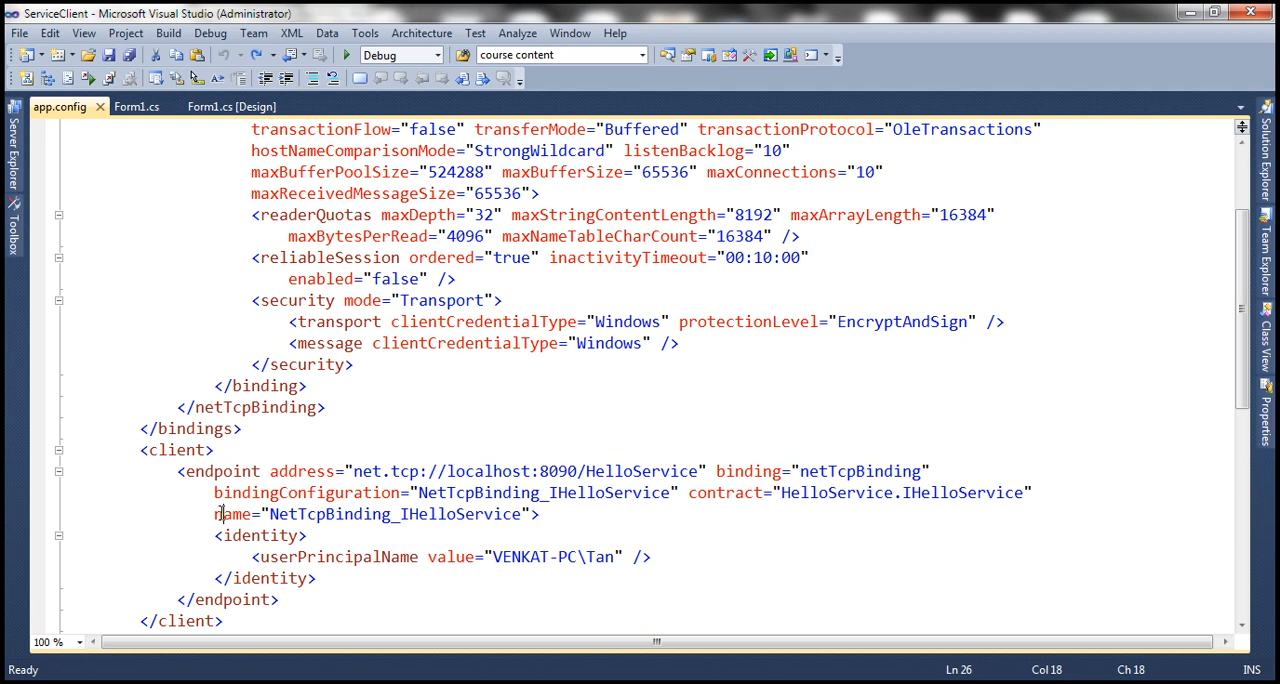 ServiceClient - Microsoft Visual Studio (Administrator)
File Edit View Project Build Debug Team XML Data Tools Architecture Test Analyze Window Help
Debug course content
app.config Form1.cs Form1.cs [Design]
transactionFlow="false" transferMode="Buffered" transactionProtocol="OleTransactions"
hostNameComparisonMode="StrongWildcard" listenBacklog="10"
maxBufferPoolSize="524288" maxBufferSize="65536" maxConnections="10"
maxReceivedMessageSize="65536">
<readerQuotas maxDepth="32" maxStringContentLength="8192" maxArrayLength="16384"
maxBytesPerRead="4096" maxNameTableCharCount="16384" />
<reliableSession ordered="true" inactivityTimeout="00:10:00"
enabled="false" />
<security mode="Transport">
<transport clientCredentialType="Windows" protectionLevel="EncryptAndSign" />
<message clientCredentialType="Windows" />
</security>
</binding>
</netTcpBinding>
</bindings>
<client>
<endpoint address="net.tcp://localhost:8090/HelloService" binding="netTcpBinding"
bindingConfiguration="NetTcpBinding_IHelloService" contract="HelloService.IHelloService"
name="NetTcpBinding_IHelloService">
<identity>
<userPrincipalName value="VENKAT-PC\Tan" />
</identity>
</endpoint>
</client>
100 %
Ready Ln 26 Col 18 Ch 18 INS
Server Explorer
Toolbox
Solution Explorer
Team Explorer
Class View
Properties